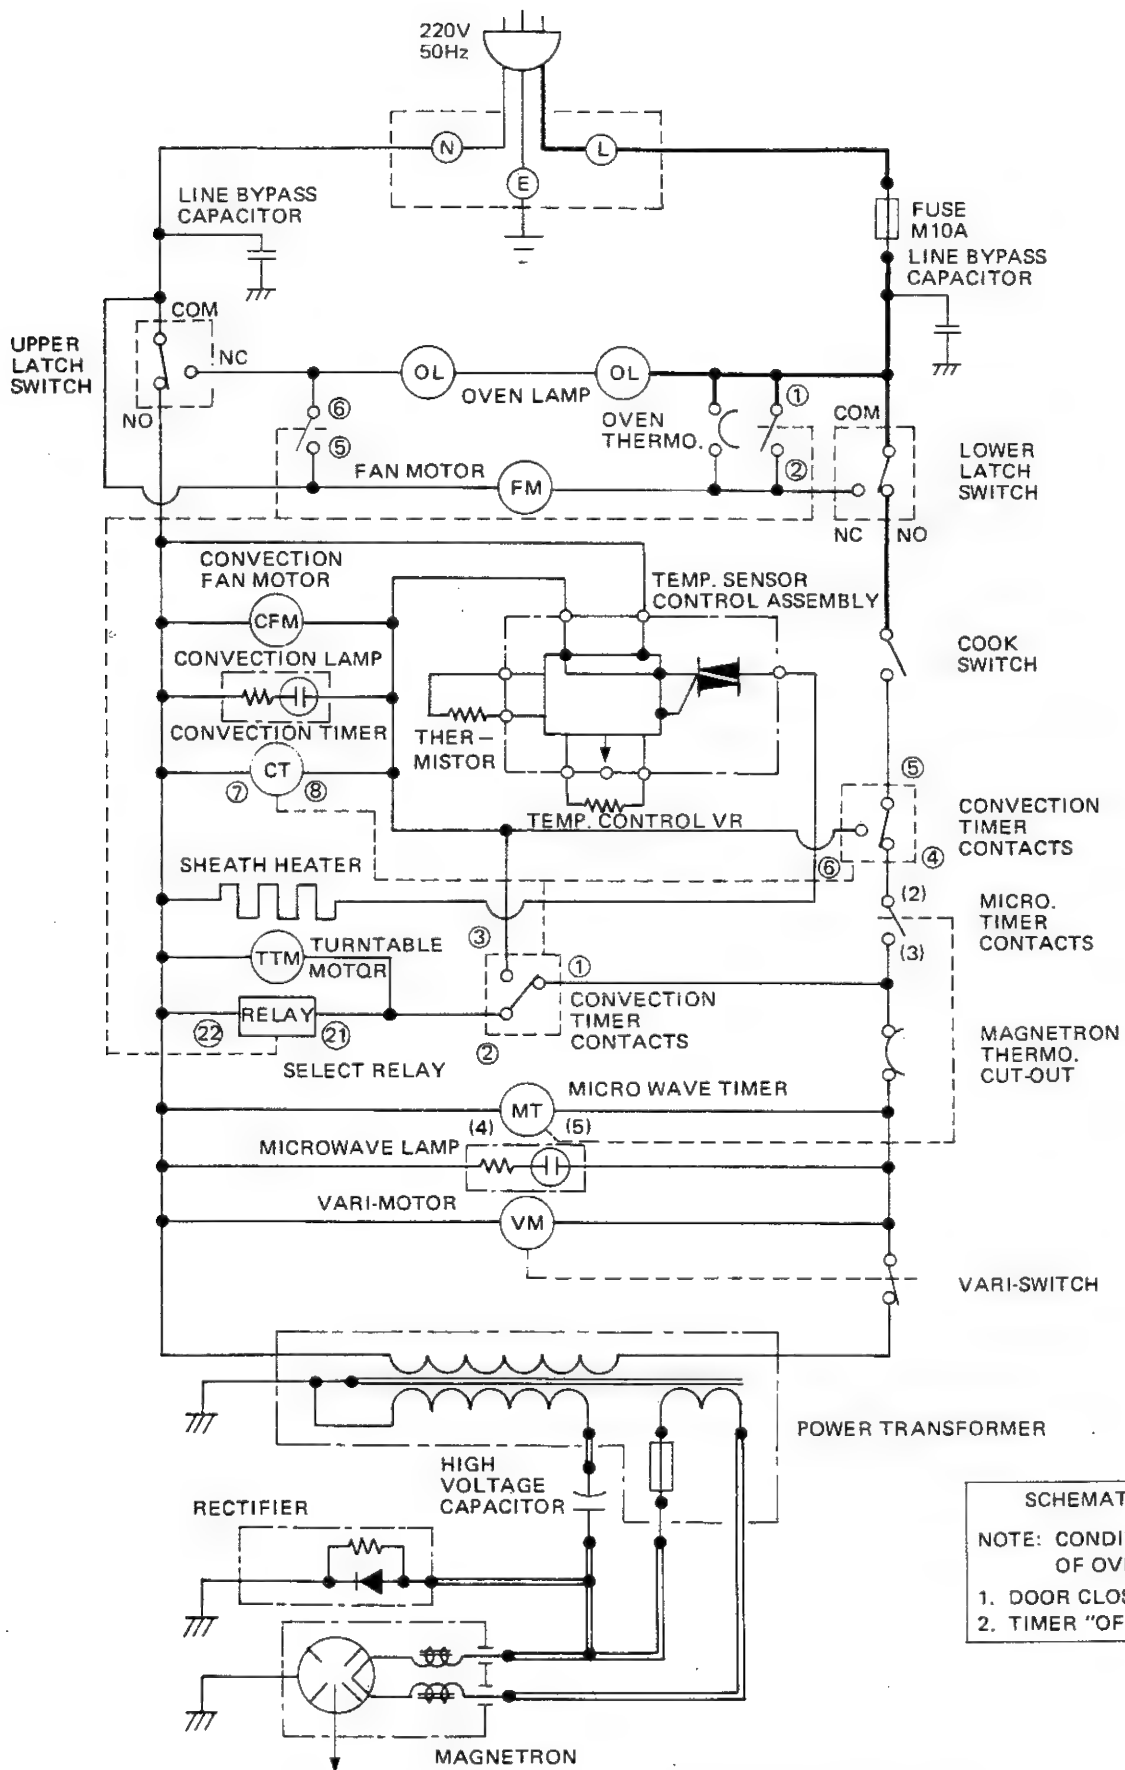 220V
50Hz
N
L
E
LINE BYPASS
CAPACITOR
FUSE
M10A
LINE BYPASS
CAPACITOR
COM
UPPER
LATCH
SWITCH
NC
NO
OL
OVEN LAMP
OL
⑥
⑤
OVEN
THERMO.
①
②
COM
LOWER
LATCH
SWITCH
NC
NO
FAN MOTOR
FM
CONVECTION
FAN MOTOR
CFM
TEMP. SENSOR
CONTROL ASSEMBLY
COOK
SWITCH
CONVECTION LAMP
CONVECTION TIMER
CT
⑦
⑧
THER-
MISTOR
TEMP. CONTROL VR
⑤
⑥
④
CONVECTION
TIMER
CONTACTS
SHEATH HEATER
(2)
(3)
MICRO.
TIMER
CONTACTS
TTM
TURNTABLE
MOTOR
③
①
②
CONVECTION
TIMER
CONTACTS
RELAY
㉒
㉑
SELECT RELAY
MAGNETRON
THERMO.
CUT-OUT
MICRO WAVE TIMER
MT
(4)
(5)
MICROWAVE LAMP
VARI-MOTOR
VM
VARI-SWITCH
POWER TRANSFORMER
HIGH
VOLTAGE
CAPACITOR
RECTIFIER
MAGNETRON
SCHEMAT
NOTE: CONDI
OF OV
1. DOOR CLOS
2. TIMER "OF